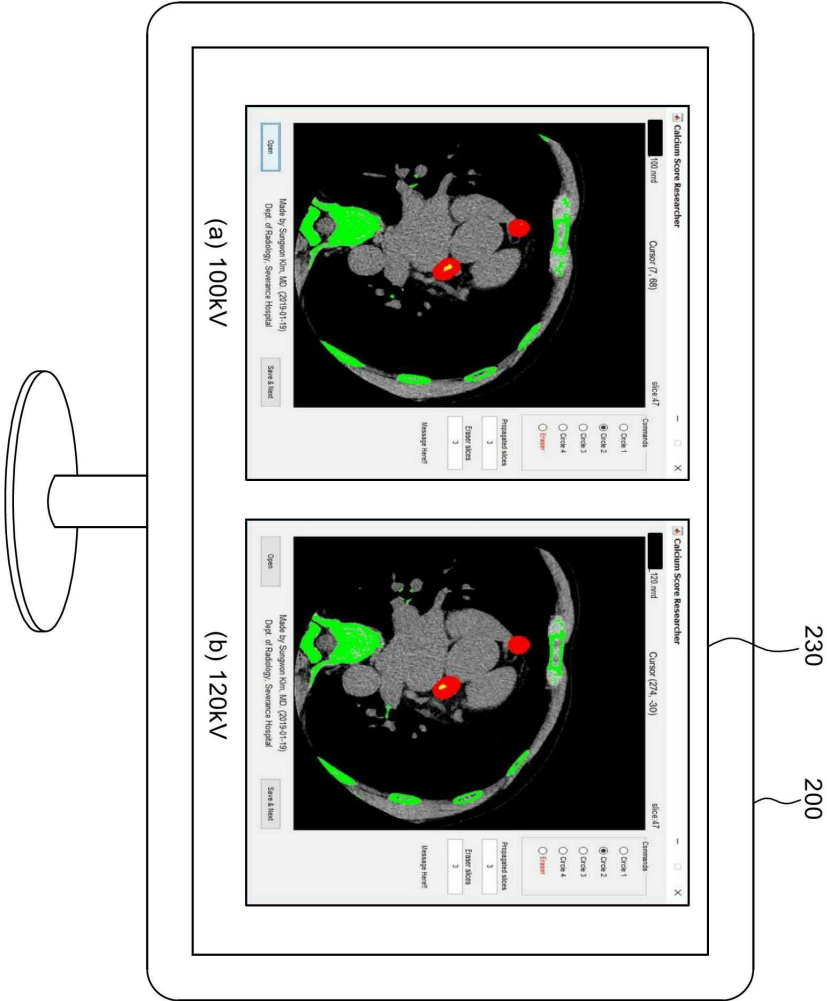 230
200
Calcium Score Researcher
100.nrrd
Cursor (7, 68)
slice:47
Commands
Circle 1
Circle 2
Circle 3
Circle 4
Eraser
Propagated slices
3
Eraser slices
3
Message Here!!
Made by Sungwon Kim, MD. (2019-01-19)
Dept. of Radiology, Severance Hospital
Open
Save & Next
(a) 100kV
Calcium Score Researcher
_120.nrrd
Cursor (274, -30)
slice:47
Commands
Circle 1
Circle 2
Circle 3
Circle 4
Eraser
Propagated slices
3
Eraser slices
3
Message Here!!
Made by Sungwon Kim, MD. (2019-01-19)
Dept. of Radiology, Severance Hospital
Open
Save & Next
(b) 120kV